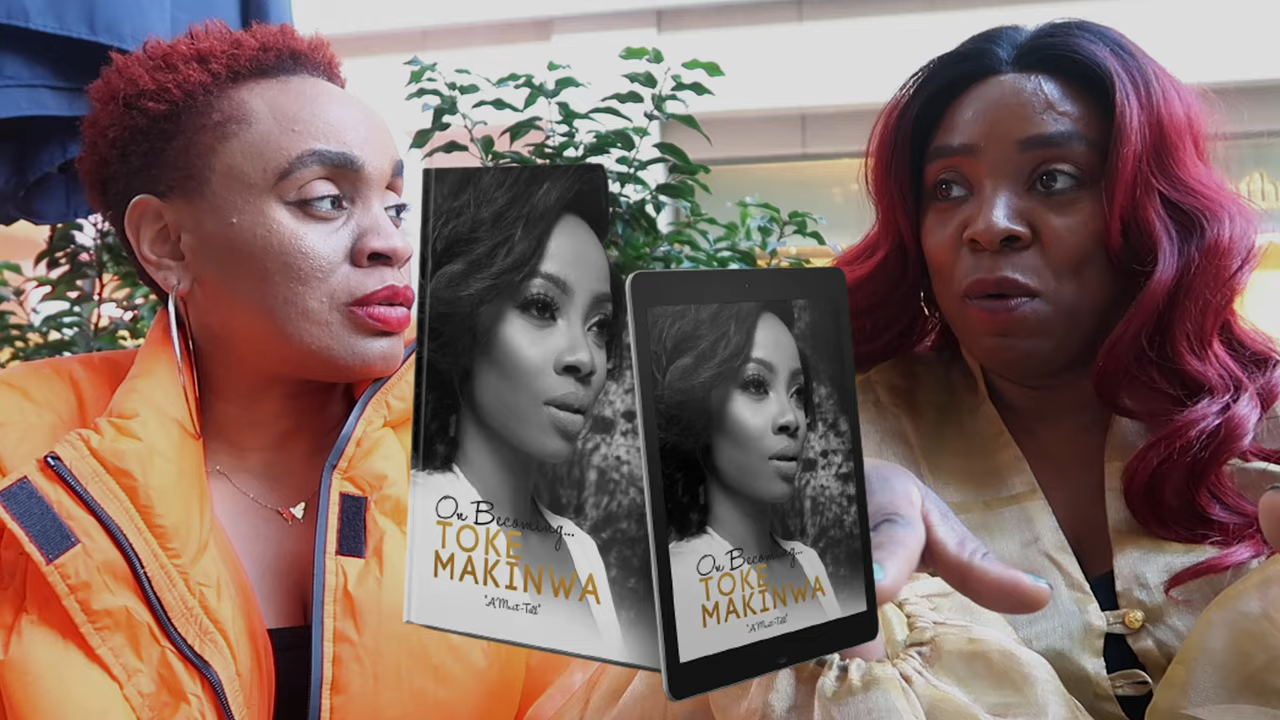 On Becoming...
TOKE
MAKINWA
"A Must-Tell"
On Becoming...
TOKE
MAKINWA
"A Must-Tell"